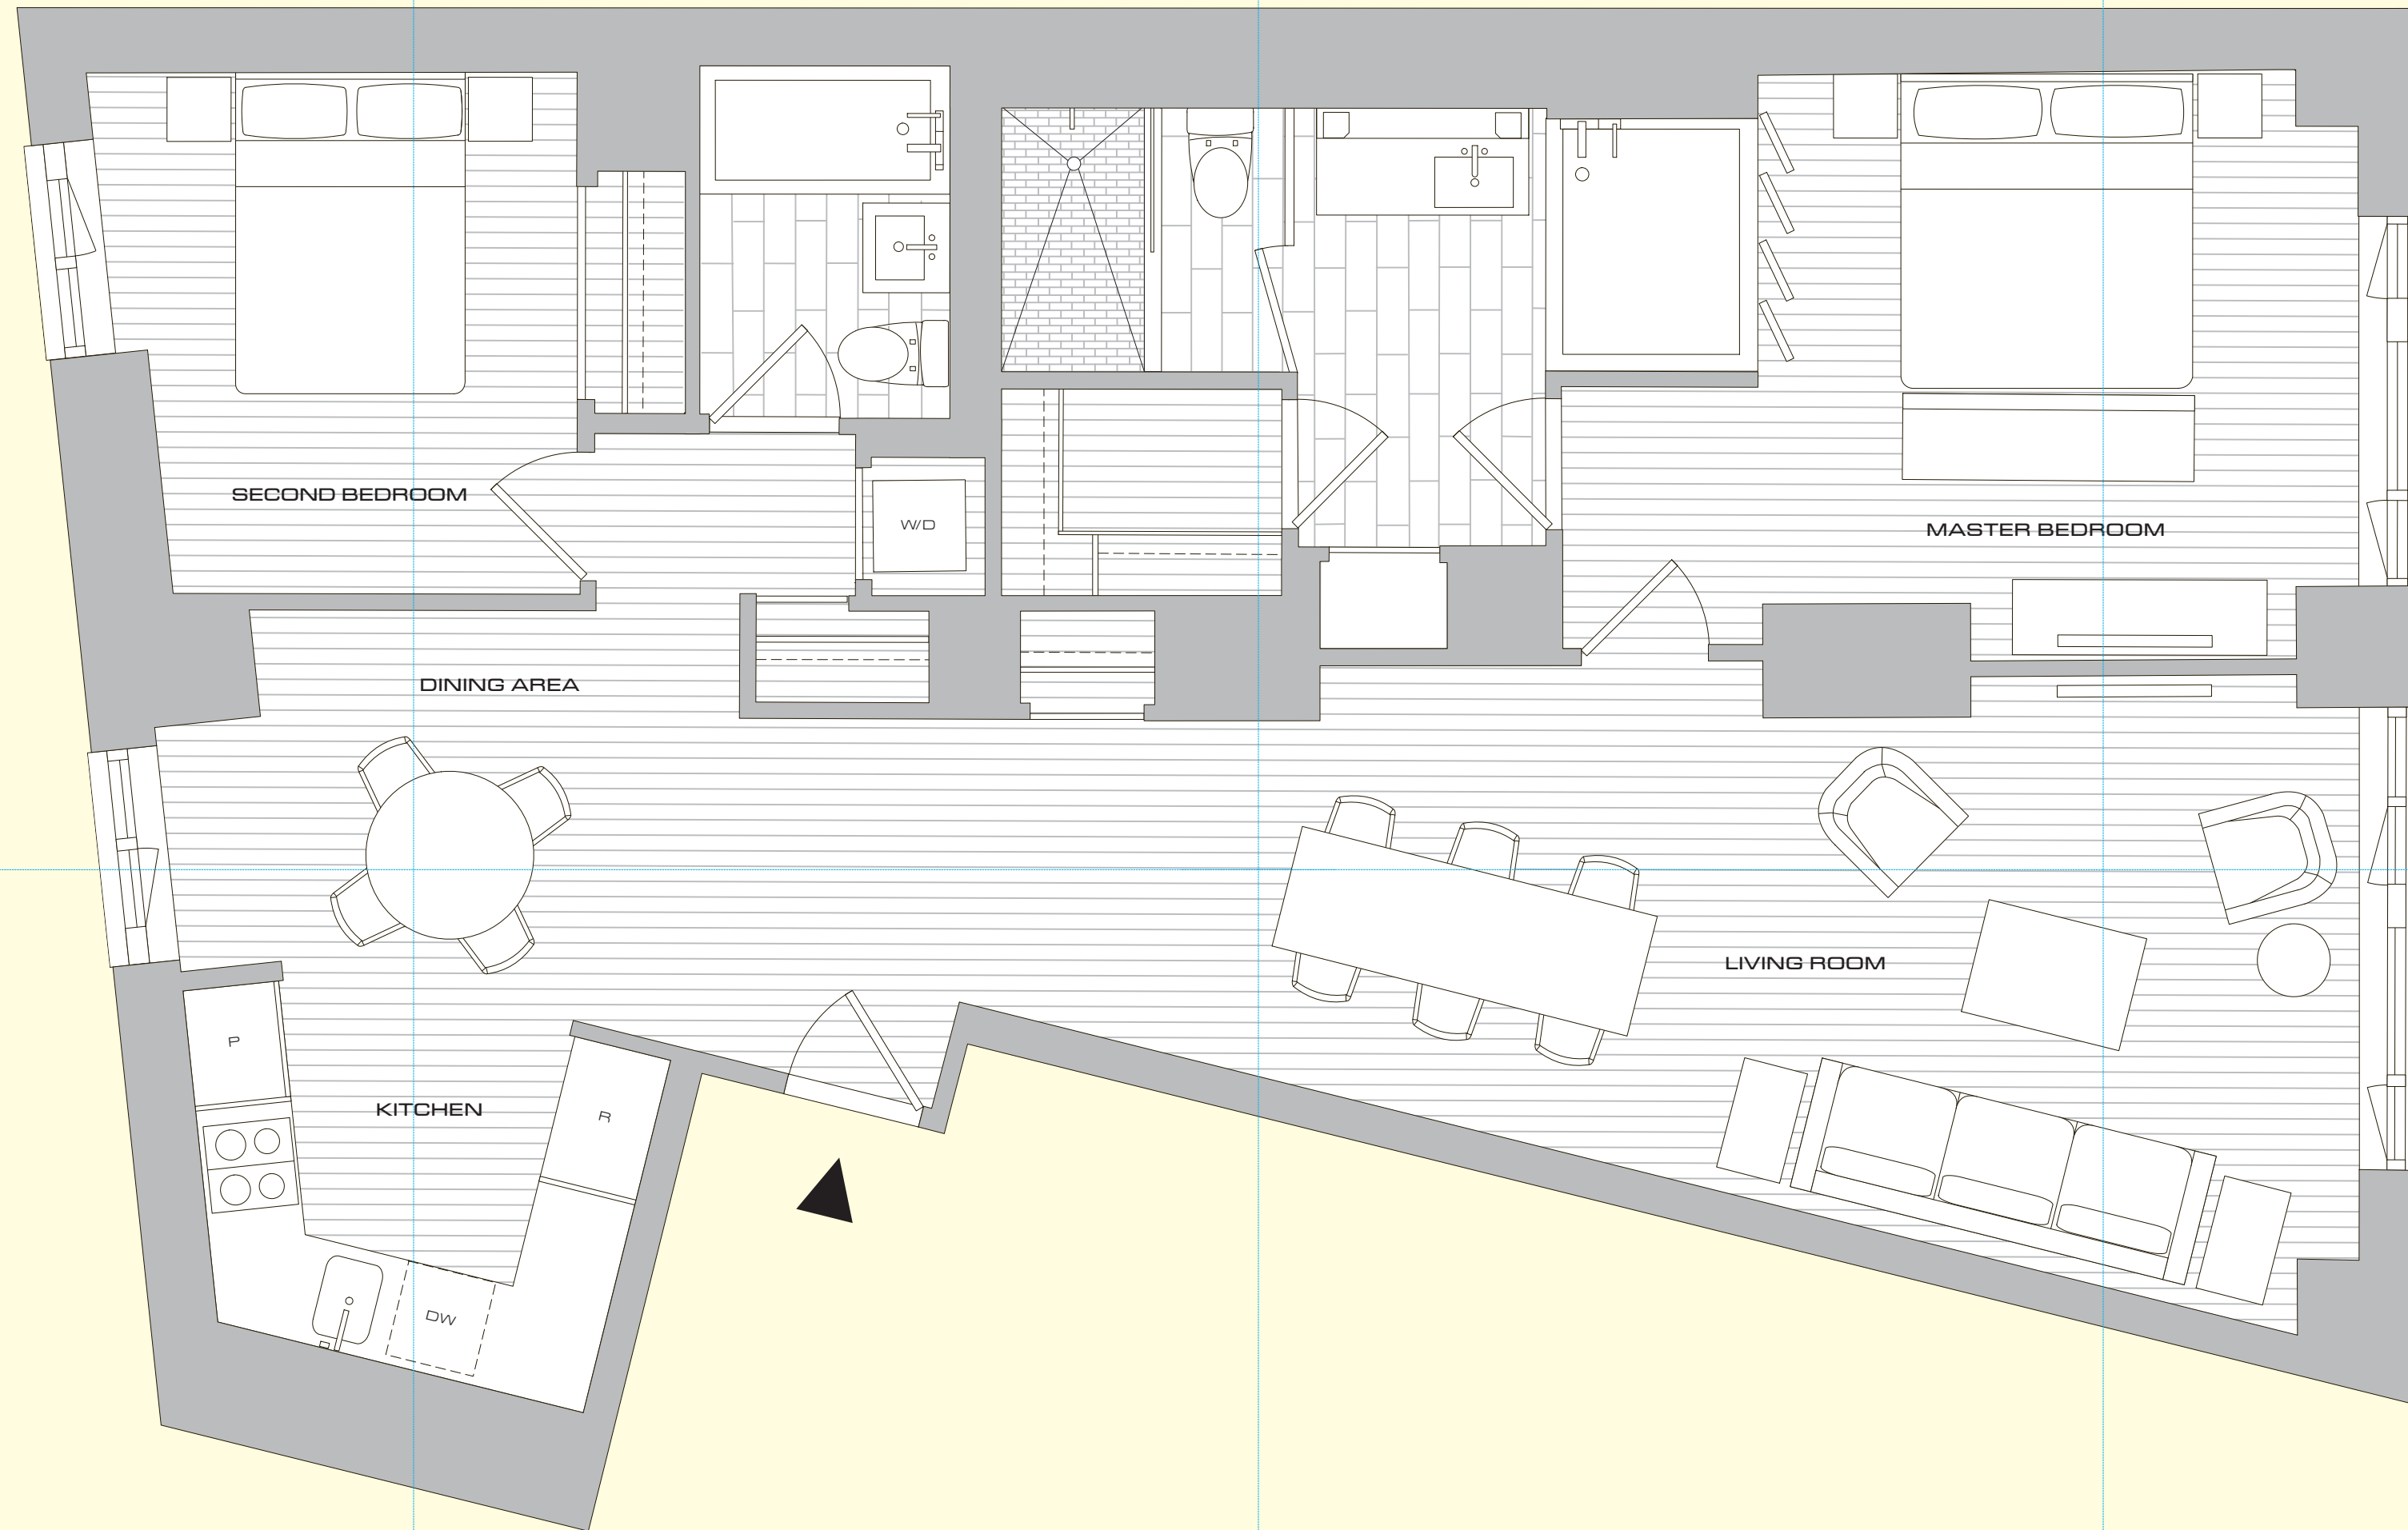 SECOND BEDROOM
W/D
MASTER BEDROOM
DINING AREA
LIVING ROOM
P
KITCHEN
R
DW